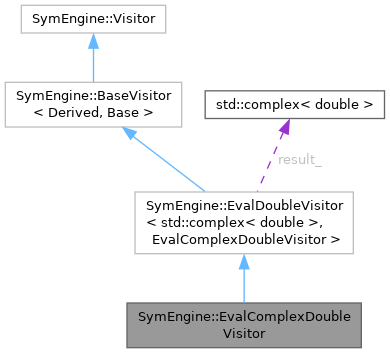 SymEngine::Visitor
SymEngine::BaseVisitor
< Derived, Base >
std::complex< double >
result_
SymEngine::EvalDoubleVisitor
< std::complex< double >,
EvalComplexDoubleVisitor >
SymEngine::EvalComplexDouble
Visitor